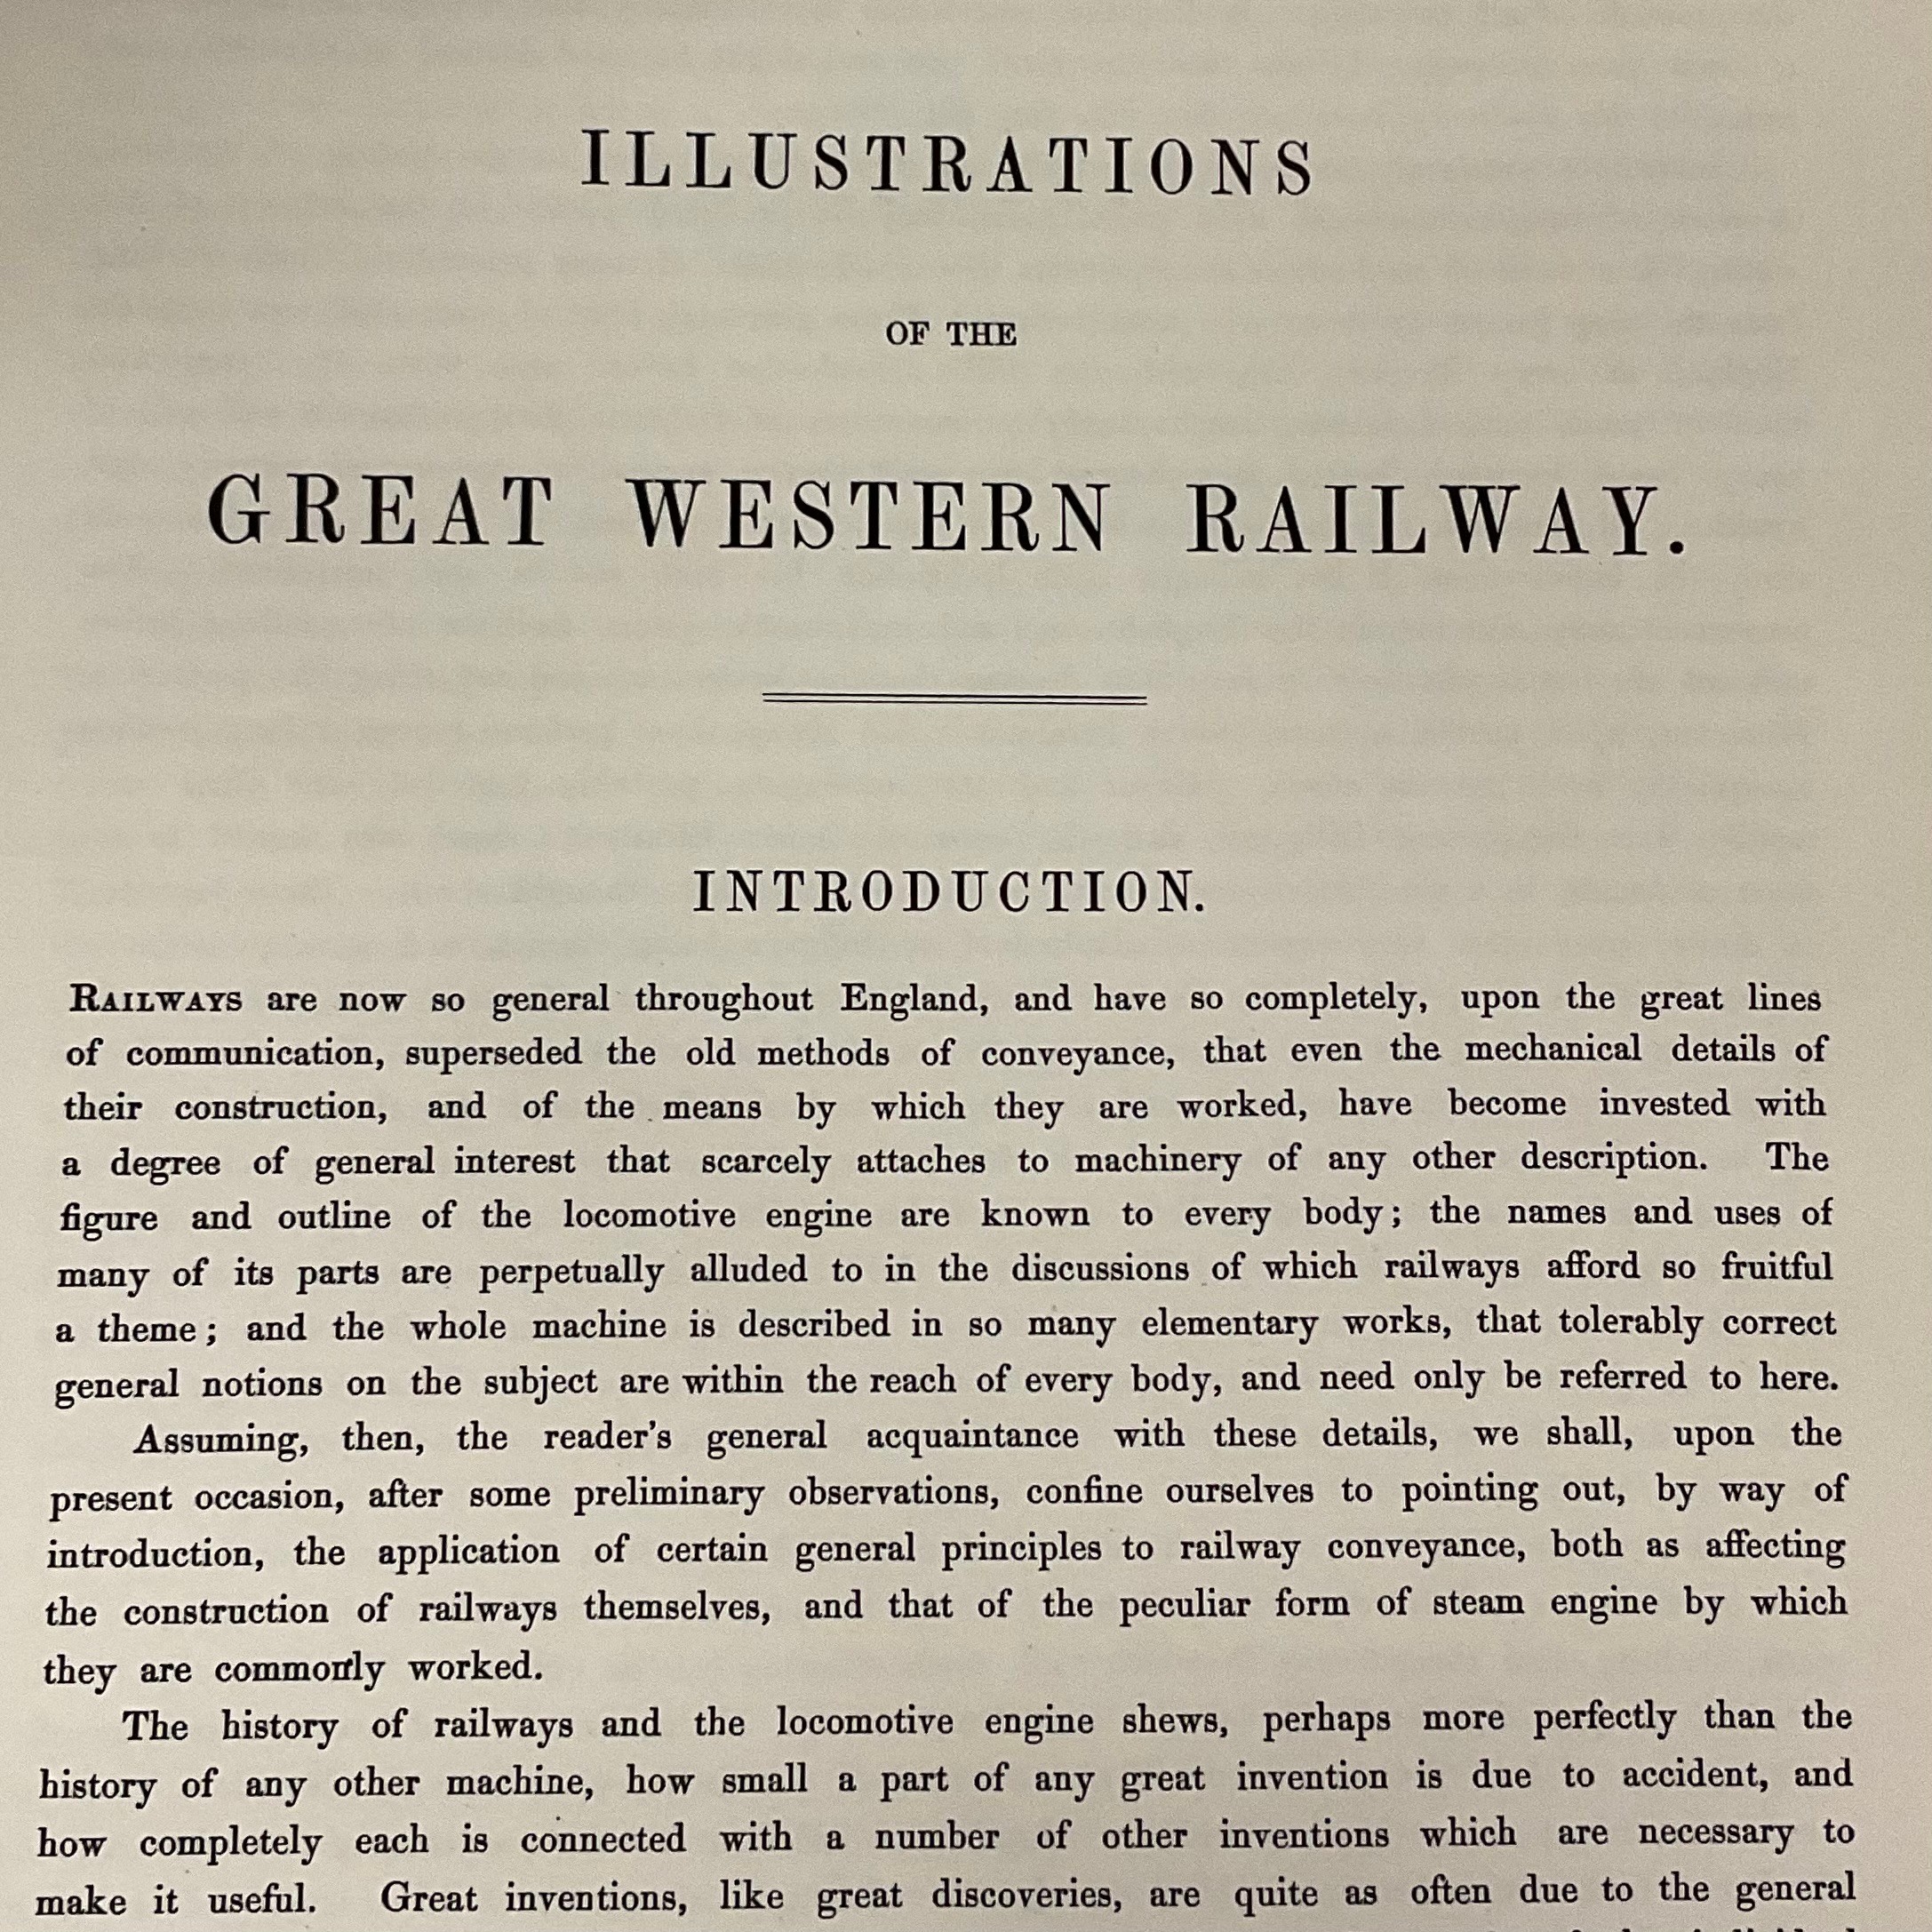 ILLUSTRATIONS
OF THE
GREAT WESTERN RAILWAY.
INTRODUCTION.
RAILWAYS are now so general throughout England, and have so completely, upon the great lines
of communication, superseded the old methods of conveyance, that even the mechanical details of
their construction, and of the means by which they are worked, have become invested with
a degree of general interest that scarcely attaches to machinery of any other description. The
figure and outline of the locomotive engine are known to every body; the names and uses of
many of its parts are perpetually alluded to in the discussions of which railways afford so fruitful
a theme; and the whole machine is described in so many elementary works, that tolerably correct
general notions on the subject are within the reach of every body, and need only be referred to here.
Assuming, then, the reader's general acquaintance with these details, we shall, upon the
present occasion, after some preliminary observations, confine ourselves to pointing out, by way of
introduction, the application of certain general principles to railway conveyance, both as affecting
the construction of railways themselves, and that of the peculiar form of steam engine by which
they are commonly worked.
The history of railways and the locomotive engine shews, perhaps more perfectly than the
history of any other machine, how small a part of any great invention is due to accident, and
how completely each is connected with a number of other inventions which are necessary to
make it useful. Great inventions, like great discoveries, are quite as often due to the general